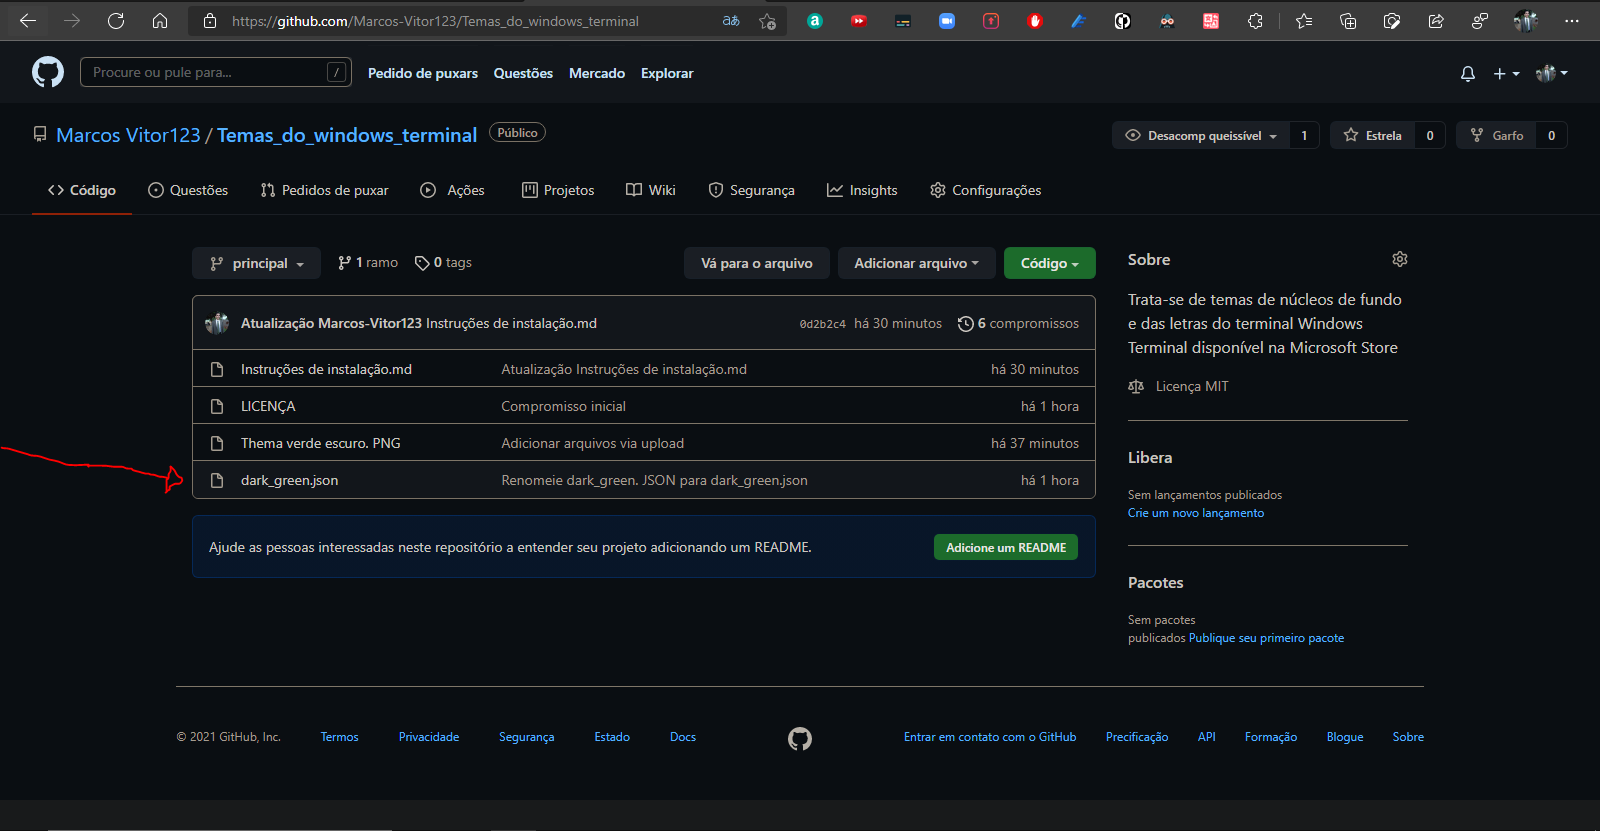 https://github.com/Marcos-Vitor123/Temas_do_windows_terminal
aあ
Procure ou pule para...
/
Pedido de puxars
Questões
Mercado
Explorar
Marcos Vitor123 / Temas_do_windows_terminal
Público
Desacomp queissível
1
Estrela
0
Garfo
0
Código
Questões
Pedidos de puxar
Ações
Projetos
Wiki
Segurança
Insights
Configurações
principal
1 ramo
0 tags
Vá para o arquivo
Adicionar arquivo
Código
Atualização Marcos-Vitor123 Instruções de instalação.md
0d2b2c4 há 30 minutos
6 compromissos
Instruções de instalação.md
Atualização Instruções de instalação.md
há 30 minutos
LICENÇA
Compromisso inicial
há 1 hora
Thema verde escuro. PNG
Adicionar arquivos via upload
há 37 minutos
dark_green.json
Renomeie dark_green. JSON para dark_green.json
há 1 hora
Ajude as pessoas interessadas neste repositório a entender seu projeto adicionando um README.
Adicione um README
Sobre
Trata-se de temas de núcleos de fundo
e das letras do terminal Windows
Terminal disponível na Microsoft Store
Licença MIT
Libera
Sem lançamentos publicados
Crie um novo lançamento
Pacotes
Sem pacotes
publicados Publique seu primeiro pacote
© 2021 GitHub, Inc.
Termos
Privacidade
Segurança
Estado
Docs
Entrar em contato com o GitHub
Precificação
API
Formação
Blogue
Sobre